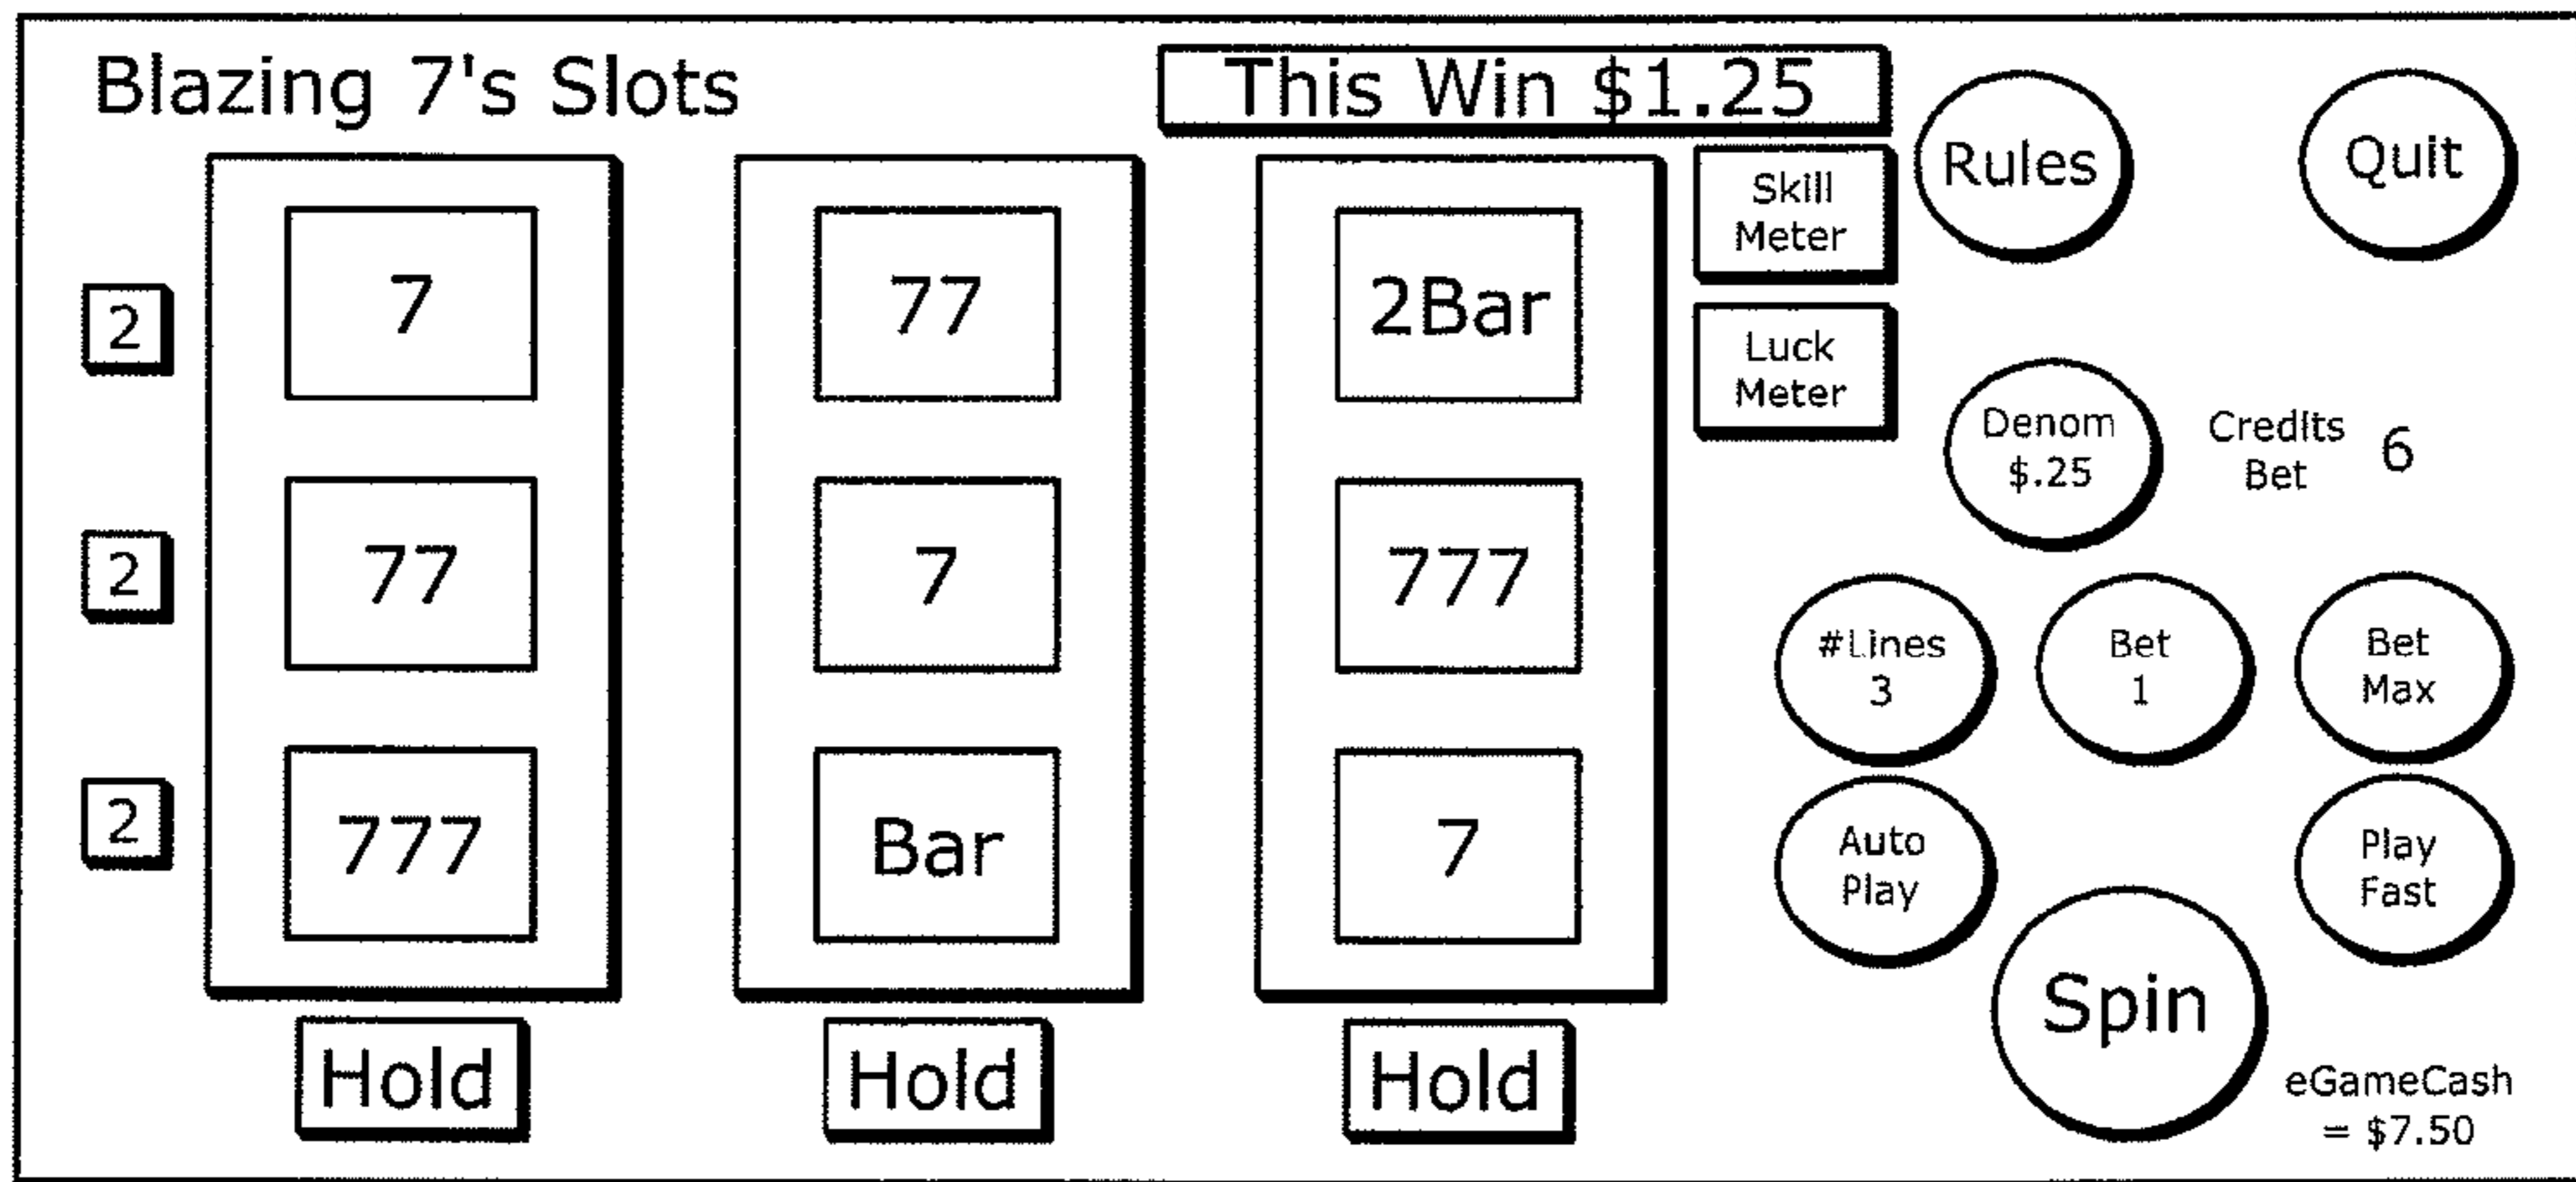 Blazing 7's Slots
This Win $1.25
2
2
2
7
77
777
Hold
77
7
Bar
Hold
2Bar
777
7
Hold
Skill
Meter
Luck
Meter
Rules
Quit
Denom
$.25
Credits
Bet
6
#Lines
3
Bet
1
Bet
Max
Auto
Play
Play
Fast
Spin
eGameCash
= $7.50